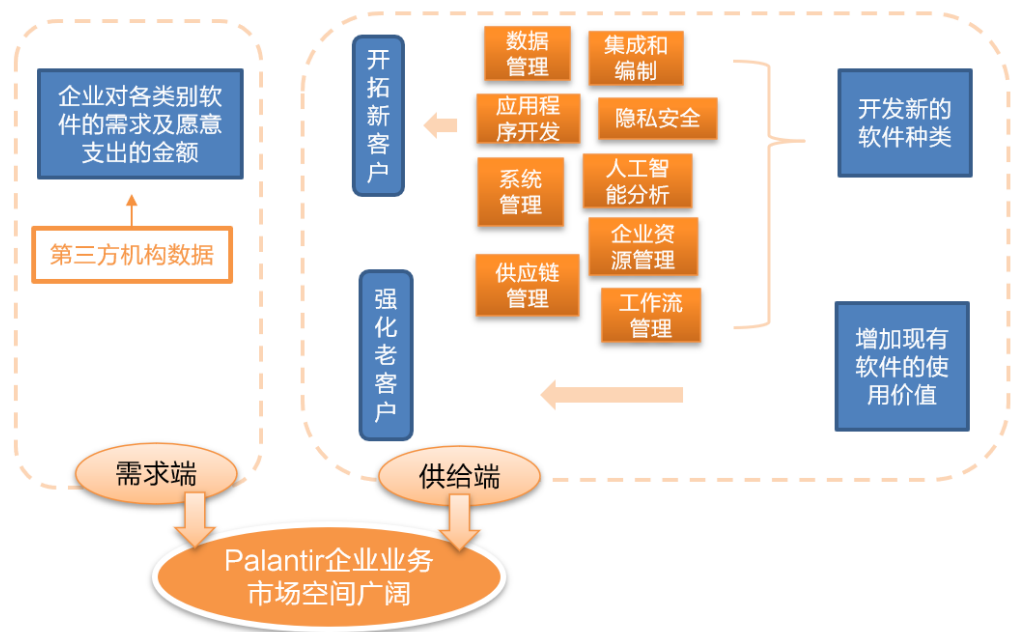 企业对各类别软
件的需求及愿意
支出的金额
第三方机构数据
需求端
开
拓
新
客
户
强
化
老
客
户
数据
管理
集成和
编制
应用程
序开发
隐私安全
系统
管理
人工智
能分析
企业资
源管理
供应链
管理
工作流
管理
开发新的
软件种类
增加现有
软件的使
用价值
供给端
Palantir企业业务
市场空间广阔